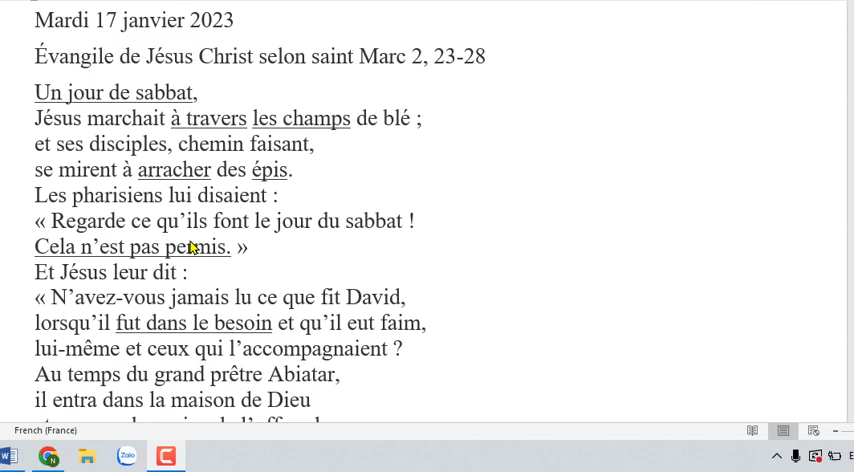 Mardi 17 janvier 2023
Évangile de Jésus Christ selon saint Marc 2, 23-28
Un jour de sabbat,
Jésus marchait à travers les champs de blé ;
et ses disciples, chemin faisant,
se mirent à arracher des épis.
Les pharisiens lui disaient :
« Regarde ce qu’ils font le jour du sabbat !
Cela n’est pas permis. »
Et Jésus leur dit :
« N’avez-vous jamais lu ce que fit David,
lorsqu’il fut dans le besoin et qu’il eut faim,
lui-même et ceux qui l’accompagnaient ?
Au temps du grand prêtre Abiatar,
il entra dans la maison de Dieu
French (France)
Zalo